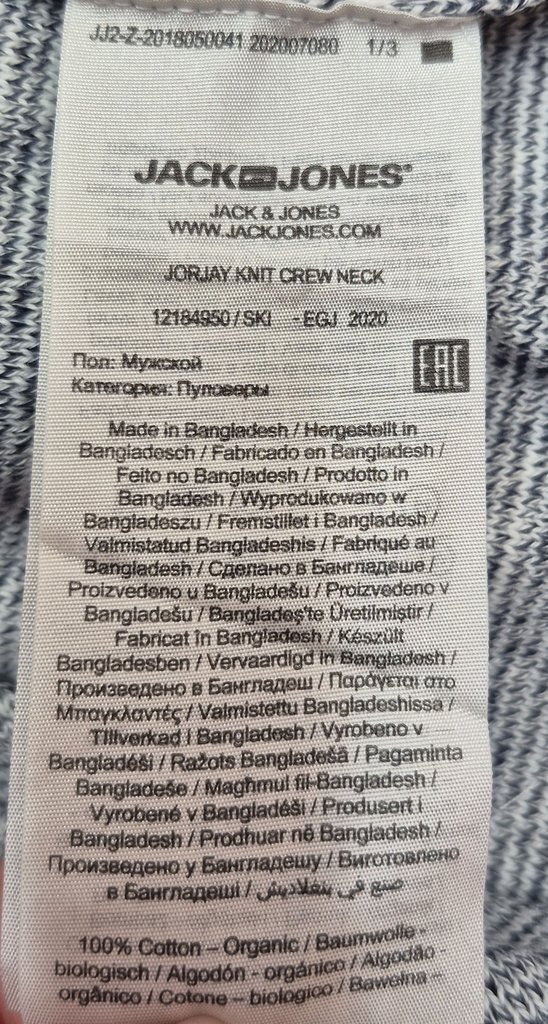 JJ2-Z-2018050041 202007080 1/3
JACK JONES®
JACK & JONES
WWW.JACKJONES.COM
JORJAY KNIT CREW NECK
12184950 / SKI - EGJ 2020
Пол: Мужской
Категория: Пуловеры
EAC
Made in Bangladesh / Hergestellt in
Bangladesch / Fabricado en Bangladesh /
Feito no Bangladesh / Prodotto in
Bangladesh / Wyprodukowano w
Bangladeszu / Fremstillet i Bangladesh /
Valmistatud Bangladeshis / Fabriqué au
Bangladesh / Сделано в Бангладеше /
Proizvedeno u Bangladešu / Proizvedeno v
Bangladešu / Bangladeş'te Üretilmiştir /
Fabricat în Bangladesh / Készült
Bangladesben / Vervaardigd in Bangladesh /
Произведено в Бангладеш / Παράγεται στο
Μπαγκλαντές / Valmistettu Bangladeshissa /
Tillverkad i Bangladesh / Vyrobeno v
Bangladéši / Ražots Bangladešā / Pagaminta
Bangladeše / Magħmul fil-Bangladesh /
Vyrobené v Bangladéši / Produsert i
Bangladesh / Prodhuar në Bangladesh /
Произведено у Бангладешу / Виготовлено
в Бангладеші / صنع في بنغلاديش
100% Cotton – Organic / Baumwolle -
biologisch / Algodón - orgánico / Algodão -
orgânico / Cotone – biologico / Bawełna –